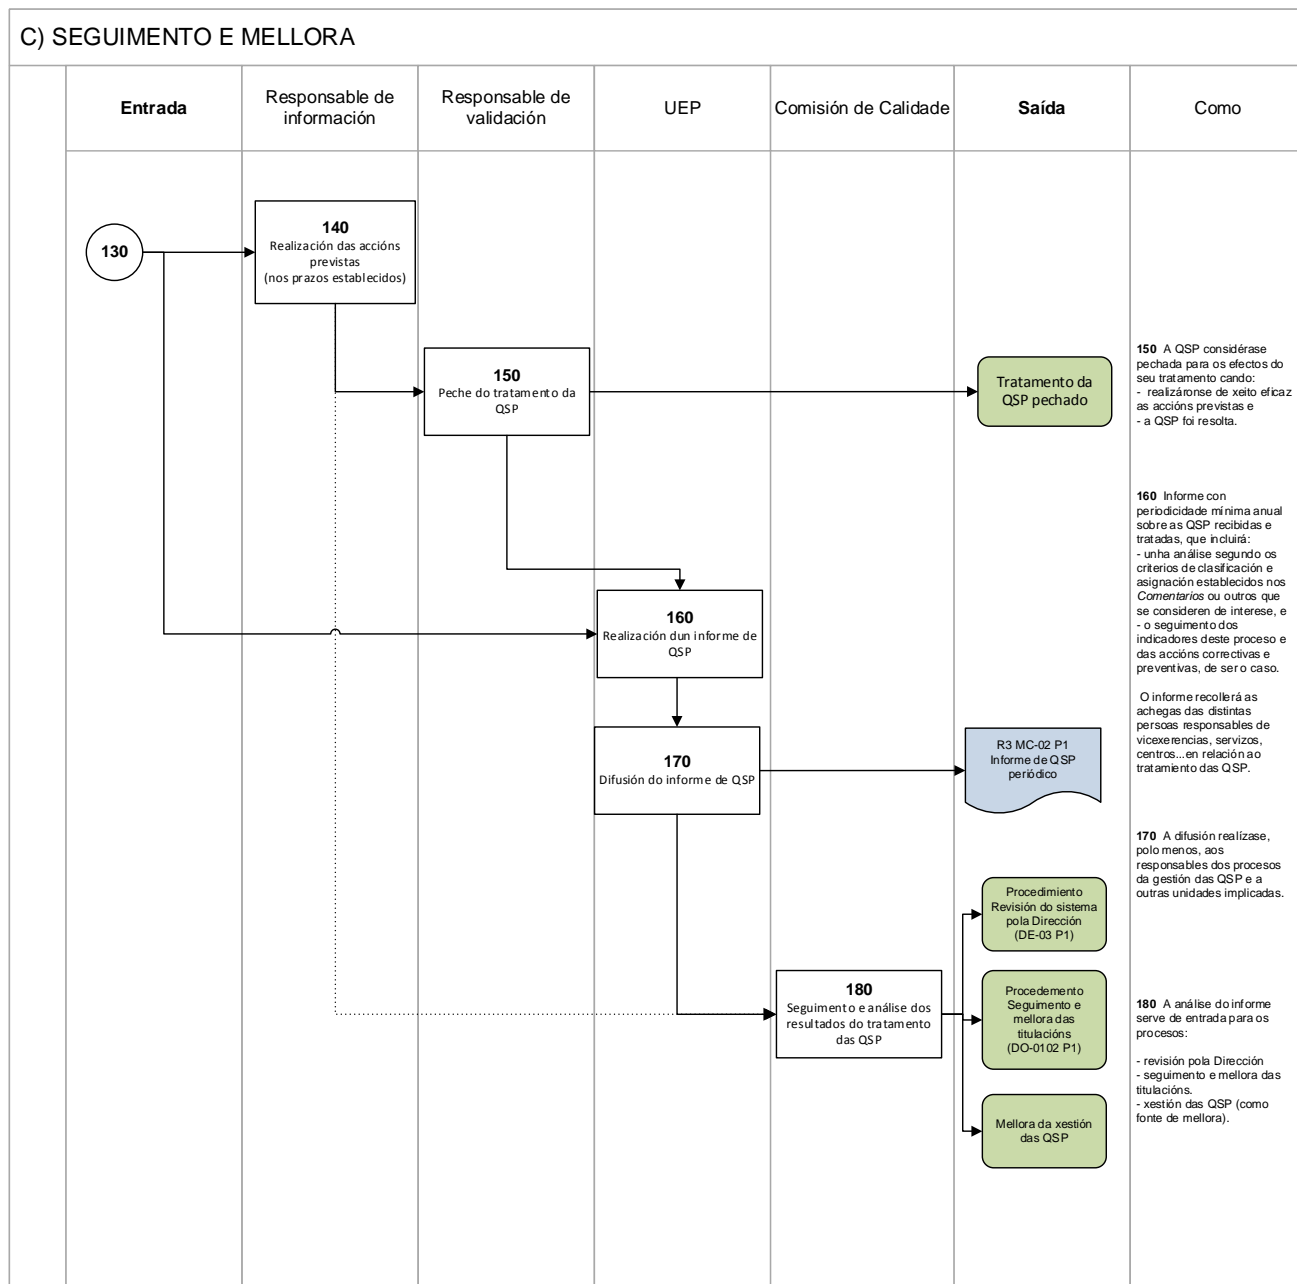 C) SEGUIMENTO E MELLORA
Entrada
Responsable de
información
Responsable de
validación
UEP
Comisión de Calidade
Saída
Como
130
140
Realización das accións
previstas
(nos prazos establecidos)
150
Peche do tratamento da
QSP
Tratamento da
QSP pechado
150 A QSP considérase
pechada para os efectos do
seu tratamento cando:
- realizáronse de xeito eficaz
as accións previstas e
- a QSP foi resolta.
160
Realización dun informe de
QSP
160 Informe con
periodicidade mínima anual
sobre as QSP recibidas e
tratadas, que incluirá:
- unha análise segundo os
criterios de clasificación e
asignación establecidos nos
Comentarios ou outros que
se consideren de interese, e
- o seguimento dos
indicadores deste proceso e
das accións correctivas e
preventivas, de ser o caso.
O informe recollerá as
achegas das distintas
persoas responsables de
vicexerencias, servizos,
centros...en relación ao
tratamiento das QSP.
170
Difusión do informe de QSP
R3 MC-02 P1
Informe de QSP
periódico
170 A difusión realízase,
polo menos, aos
responsables dos procesos
da gestión das QSP e a
outras unidades implicadas.
180
Seguimento e análise dos
resultados do tratamento
das QSP
Procedimiento
Revisión do sistema
pola Dirección
(DE-03 P1)
Procedemento
Seguimento e
mellora das
titulacións
(DO-0102 P1)
Mellora da xestión
das QSP
180 A análise do informe
serve de entrada para os
procesos:
- revisión pola Dirección
- seguimento e mellora das
titulacións.
- xestión das QSP (como
fonte de mellora).